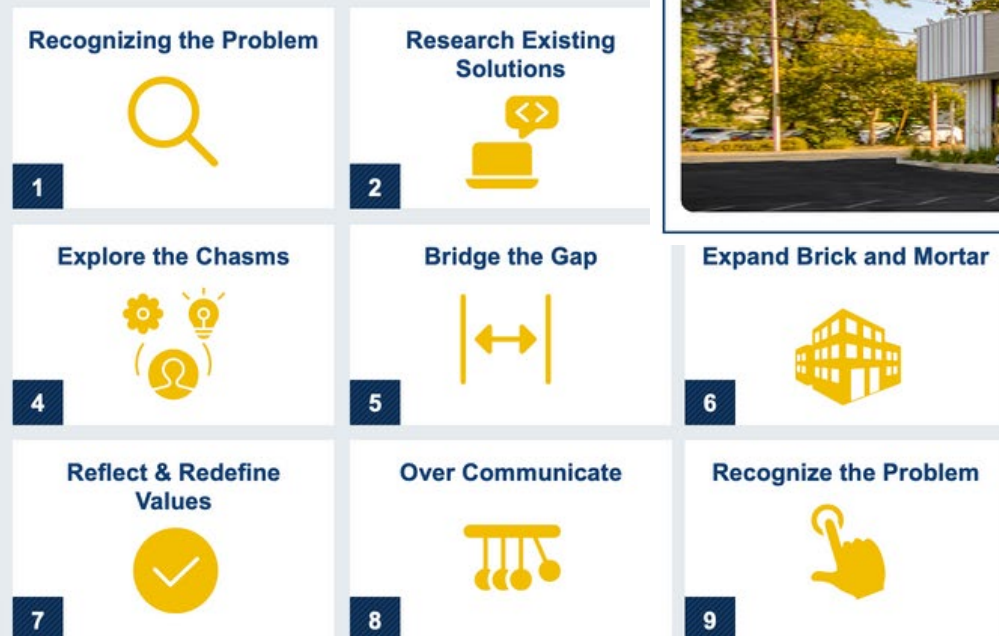 Recognizing the Problem
1
Research Existing
Solutions
2
Explore the Chasms
4
Bridge the Gap
5
Expand Brick and Mortar
6
Reflect & Redefine
Values
7
Over Communicate
8
Recognize the Problem
9